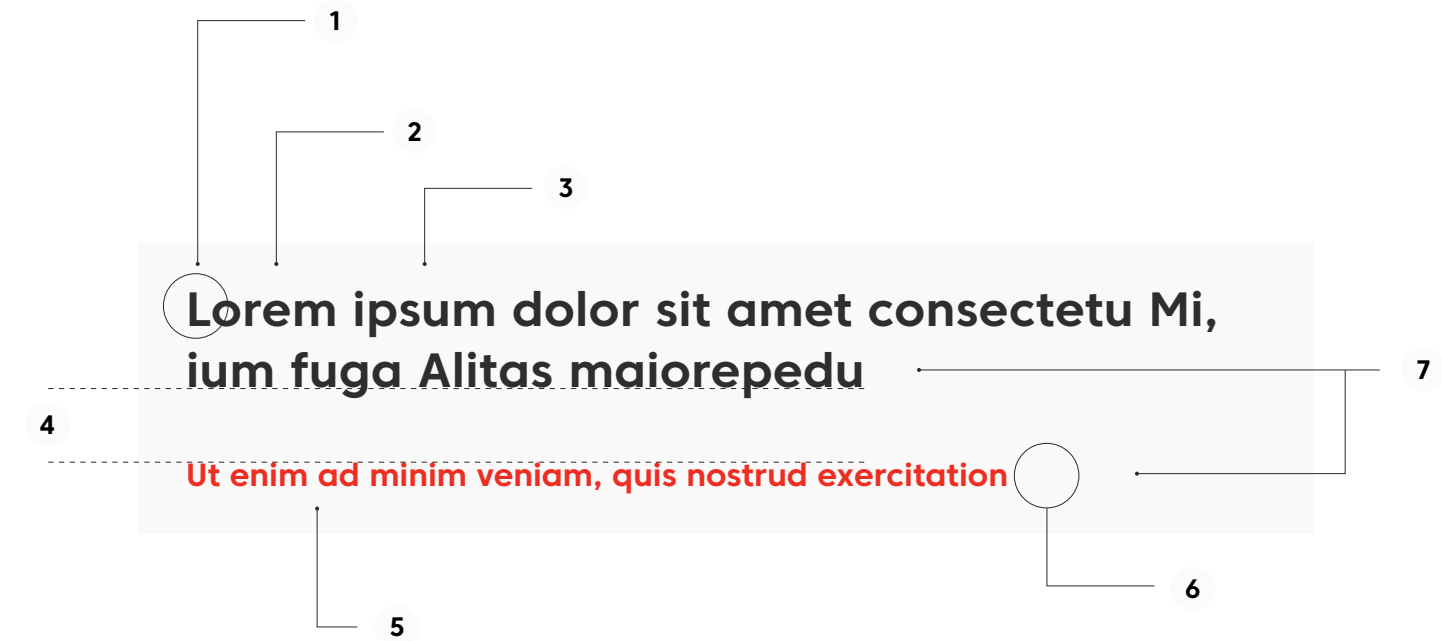 1
2
3
Lorem ipsum dolor sit amet consectetu Mi,
ium fuga Alitas maiorepedu
7
4
Ut enim ad minim veniam, quis nostrud exercitation
6
5